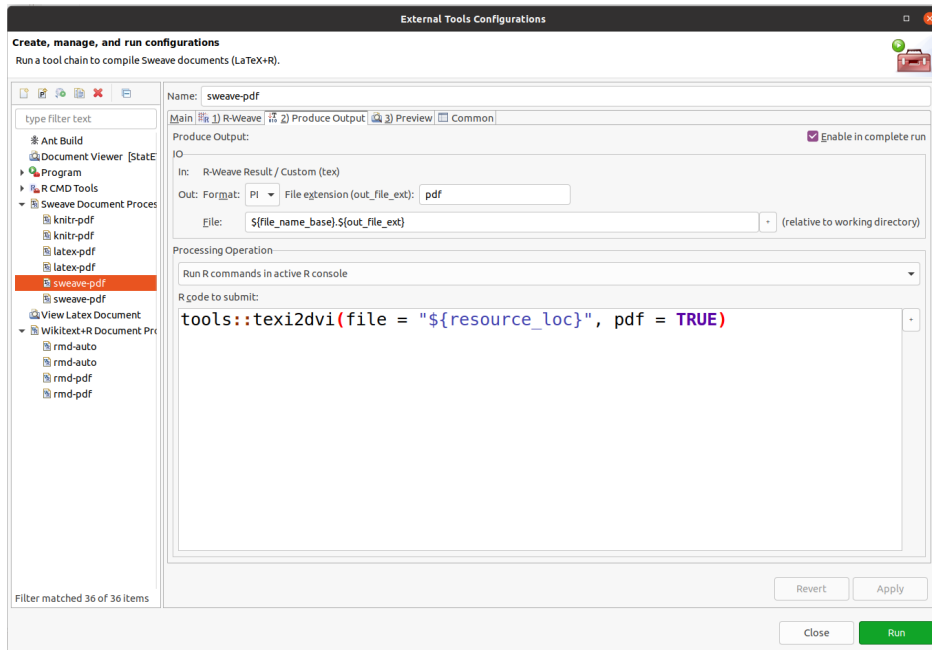 External Tools Configurations
Create, manage, and run configurations
Run a tool chain to compile Sweave documents (LaTeX+R).
Name: sweave-pdf
type filter text
Main 1) R-Weave 2) Produce Output 3) Preview Common
Ant Build
Document Viewer [StatE
Program
R CMD Tools
Sweave Document Proces
knitr-pdf
knitr-pdf
latex-pdf
latex-pdf
sweave-pdf
sweave-pdf
View Latex Document
Wikitext+R Document Pro
rmd-auto
rmd-auto
rmd-pdf
rmd-pdf
Filter matched 36 of 36 items
Produce Output: Enable in complete run
IO
In: R-Weave Result / Custom (tex)
Out: Format: PI File extension (out_file_ext): pdf
File: ${file_name_base}.${out_file_ext} (relative to working directory)
Processing Operation
Run R commands in active R console
R code to submit:
tools::texi2dvi(file = "${resource_loc}", pdf = TRUE)
Revert Apply
Close Run